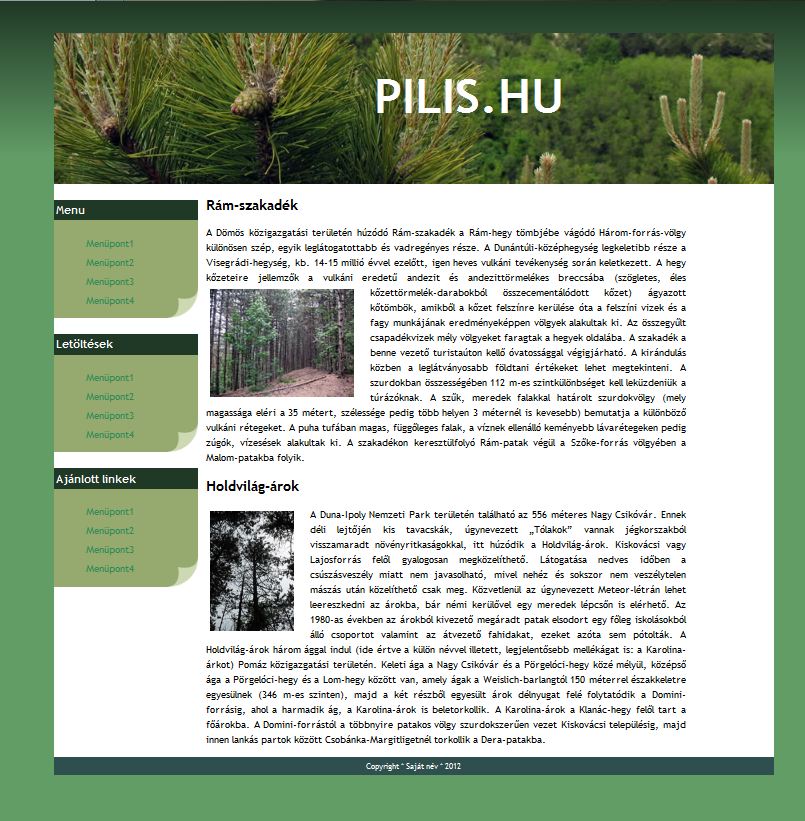 PILIS.HU
Menu
Menüpont1
Menüpont2
Menüpont3
Menüpont4
Letöltések
Menüpont1
Menüpont2
Menüpont3
Menüpont4
Ajánlott linkek
Menüpont1
Menüpont2
Menüpont3
Menüpont4
Rám-szakadék
A Dömös közigazgatási területén húzódó Rám-szakadék a Rám-hegy tömbjébe vágódó Három-forrás-völgy
különösen szép, egyik leglátogatottabb és vadregényes része. A Dunántúli-középhegység legkeletibb része a
Visegrádi-hegység, kb. 14-15 millió évvel ezelőtt, igen heves vulkáni tevékenység során keletkezett. A hegy
kőzeteire jellemzők a vulkáni eredetű andezit és andezittörmelékes breccsába (szögletes, éles
kőzettörmelék-darabokból összecementálódott kőzet) ágyazott
kőtömbök, amikből a kőzet felszínre kerülése óta a felszíni vizek és a
fagy munkájának eredményeképpen völgyek alakultak ki. Az összegyűlt
csapadékvizek mély völgyeket faragtak a hegyek oldalába. A szakadék a
benne vezető turistaúton kellő óvatossággal végigjárható. A kirándulás
közben a leglátványosabb földtani értékeket lehet megtekinteni. A
szurdokban összességében 112 m-es szintkülönbséget kell leküzdeniük a
túrázóknak. A szűk, meredek falakkal határolt szurdokvölgy (mely
magassága eléri a 35 métert, szélessége pedig több helyen 3 méternél is kevesebb) bemutatja a különböző
vulkáni rétegeket. A puha tufában magas, függőleges falak, a víznek ellenálló keményebb lávarétegeken pedig
zúgók, vízesések alakultak ki. A szakadékon keresztülfolyó Rám-patak végül a Szőke-forrás völgyében a
Malom-patakba folyik.
Holdvilág-árok
A Duna-Ipoly Nemzeti Park területén található az 556 méteres Nagy Csikóvár. Ennek
déli lejtőjén kis tavacskák, úgynevezett „Tólakok” vannak jégkorszakból
visszamaradt növényritkaságokkal, itt húzódik a Holdvilág-árok. Kiskovácsi vagy
Lajosforrás felől gyalogosan megközelíthető. Látogatása nedves időben a
csúszásveszély miatt nem javasolható, mivel nehéz és sokszor nem veszélytelen
mászás után közelíthető csak meg. Közvetlenül az úgynevezett Meteor-létrán lehet
leereszkedni az árokba, bár némi kerülővel egy meredek lépcsőn is elérhető. Az
1980-as években az árokból kivezető megáradt patak elsodort egy főleg iskolásokból
álló csoportot valamint az átvezető fahidakat, ezeket azóta sem pótolták. A
Holdvilág-árok három ággal indul (ide értve a külön névvel illetett, legjelentősebb mellékágat is: a Karolina-
árkot) Pomáz közigazgatási területén. Keleti ága a Nagy Csikóvár és a Pörgelóci-hegy közé mélyül, középső
ága a Pörgelóci-hegy és a Lom-hegy között van, amely ágak a Weislich-barlangtól 150 méterrel északkeletre
egyesülnek (346 m-es szinten), majd a két részből egyesült árok délnyugat felé folytatódik a Domini-
forrásig, ahol a harmadik ág, a Karolina-árok is beletorkollik. A Karolina-árok a Klanác-hegy felől tart a
főárokba. A Domini-forrástól a többnyire patakos völgy szurdokszerűen vezet Kiskovácsi településig, majd
innen lankás partok között Csobánka-Margitligetnél torkollik a Dera-patakba.
Copyright * Saját név * 2012